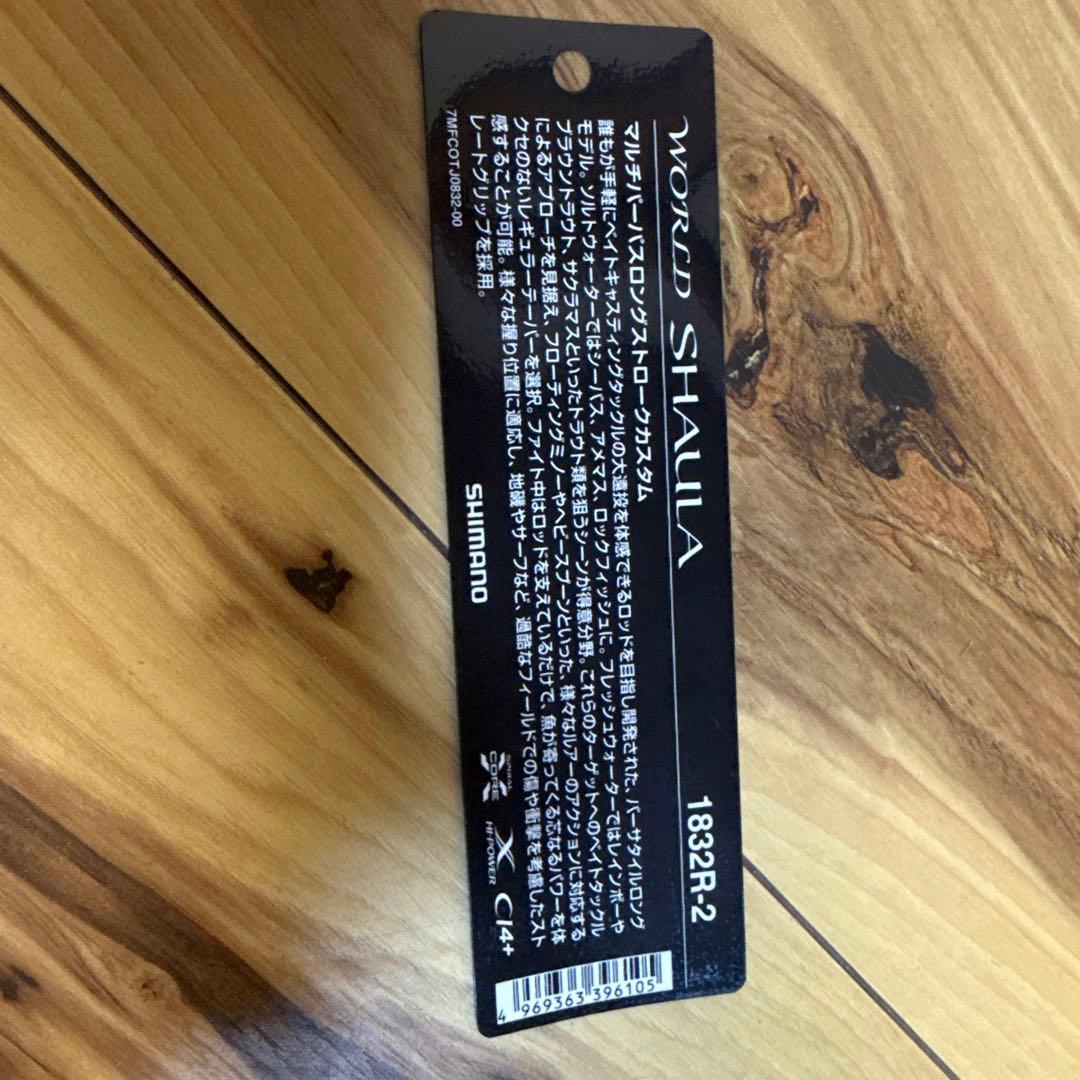 WORLD SHAULA 1832R-2
マルチパーパスロングストロークカスタム
誰もが手軽にベイトキャスティングタックルの大遠投を体感できるロッドを目指し開発された、バーサタイルロング
モデル。ソルトウォーターではシーバス、アメマス、ロックフィッシュに。フレッシュウォーターではレインボーや
ブラウントラウト、サクラマスといったトラウト類を狙うシーンが得意分野。これらのターゲットへのベイトタックル
によるアプローチを見据え、フローティングミノーやヘビースプーンといった、様々なルアーのアクションに対応する
クセのないレギュラーテーパーを選択。ファイト中はロッドを支えているだけで、魚が寄ってくる芯なるパワーを体
感することが可能。様々な握り位置に適応し、地磯やサーフなど、過酷なフィールドでの傷や衝撃を考慮したスト
レートグリップを採用。
7MFCOTJ0832-00
SHIMANO
SPIRAL
X
CORE
X
HI-POWER
CI4+
4 969363 396105